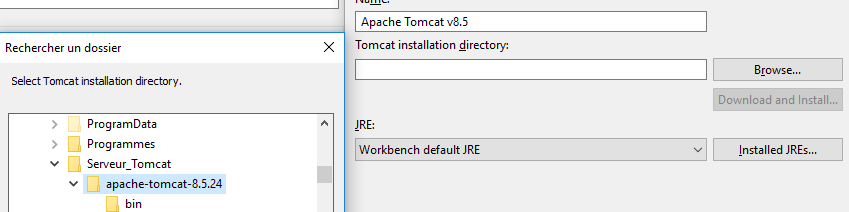 Name:
Apache Tomcat v8.5
Rechercher un dossier
Tomcat installation directory:
Select Tomcat installation directory.
Browse...
Download and Install...
ProgramData
JRE:
Programmes
Workbench default JRE
Installed JREs...
Serveur_Tomcat
apache-tomcat-8.5.24
bin